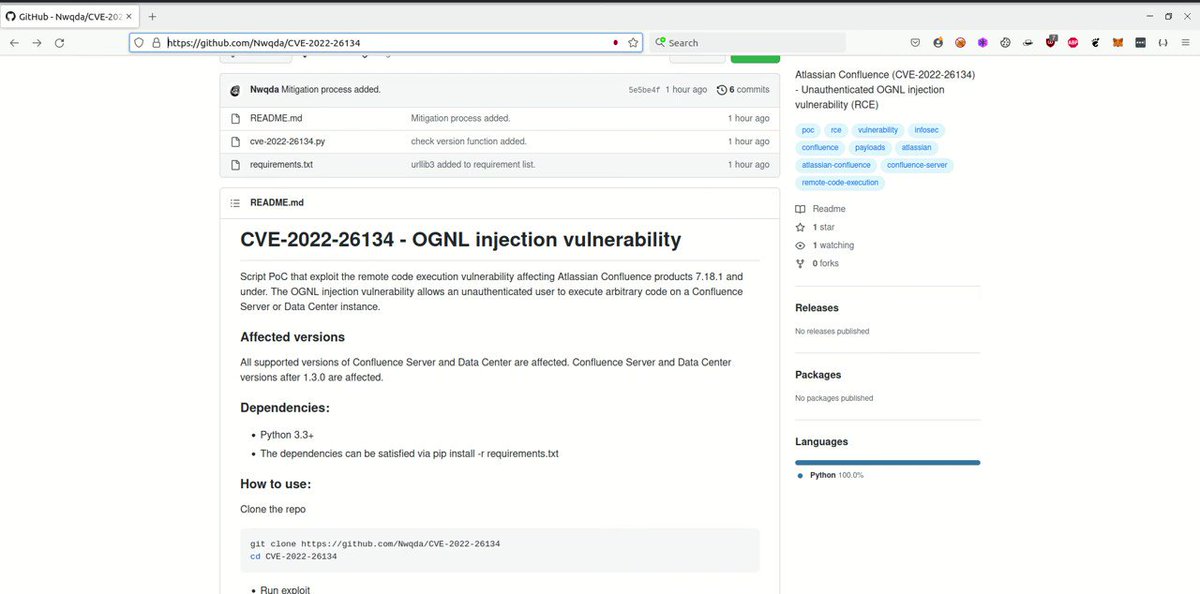 GitHub - Nwqda/CVE-202
https://github.com/Nwqda/CVE-2022-26134
Search
Nwqda Mitigation process added.
5e5be4f 1 hour ago 6 commits
README.md Mitigation process added. 1 hour ago
cve-2022-26134.py check version function added. 1 hour ago
requirements.txt urllib3 added to requirement list. 1 hour ago
README.md
CVE-2022-26134 - OGNL injection vulnerability
Script PoC that exploit the remote code execution vulnerability affecting Atlassian Confluence products 7.18.1 and
under. The OGNL injection vulnerability allows an unauthenticated user to execute arbitrary code on a Confluence
Server or Data Center instance.
Affected versions
All supported versions of Confluence Server and Data Center are affected. Confluence Server and Data Center
versions after 1.3.0 are affected.
Dependencies:
• Python 3.3+
• The dependencies can be satisfied via pip install -r requirements.txt
How to use:
Clone the repo
git clone https://github.com/Nwqda/CVE-2022-26134
cd CVE-2022-26134
• Run exploit
Atlassian Confluence (CVE-2022-26134)
- Unauthenticated OGNL injection
vulnerability (RCE)
poc rce vulnerability infosec
confluence payloads atlassian
atlassian-confluence confluence-server
remote-code-execution
Readme
1 star
1 watching
0 forks
Releases
No releases published
Packages
No packages published
Languages
Python 100.0%